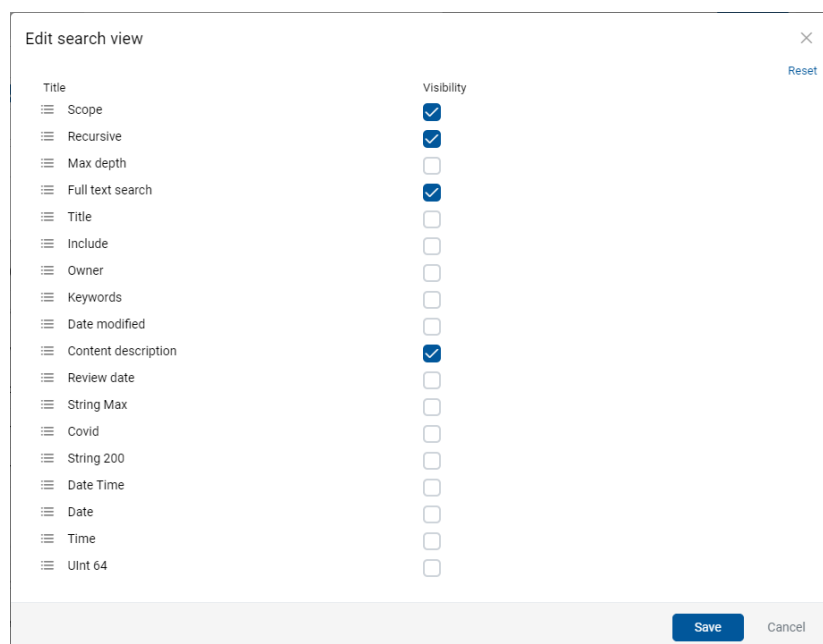 Edit search view
Reset
Title Visibility
Scope
Recursive
Max depth
Full text search
Title
Include
Owner
Keywords
Date modified
Content description
Review date
String Max
Covid
String 200
Date Time
Date
Time
UInt 64
Save Cancel